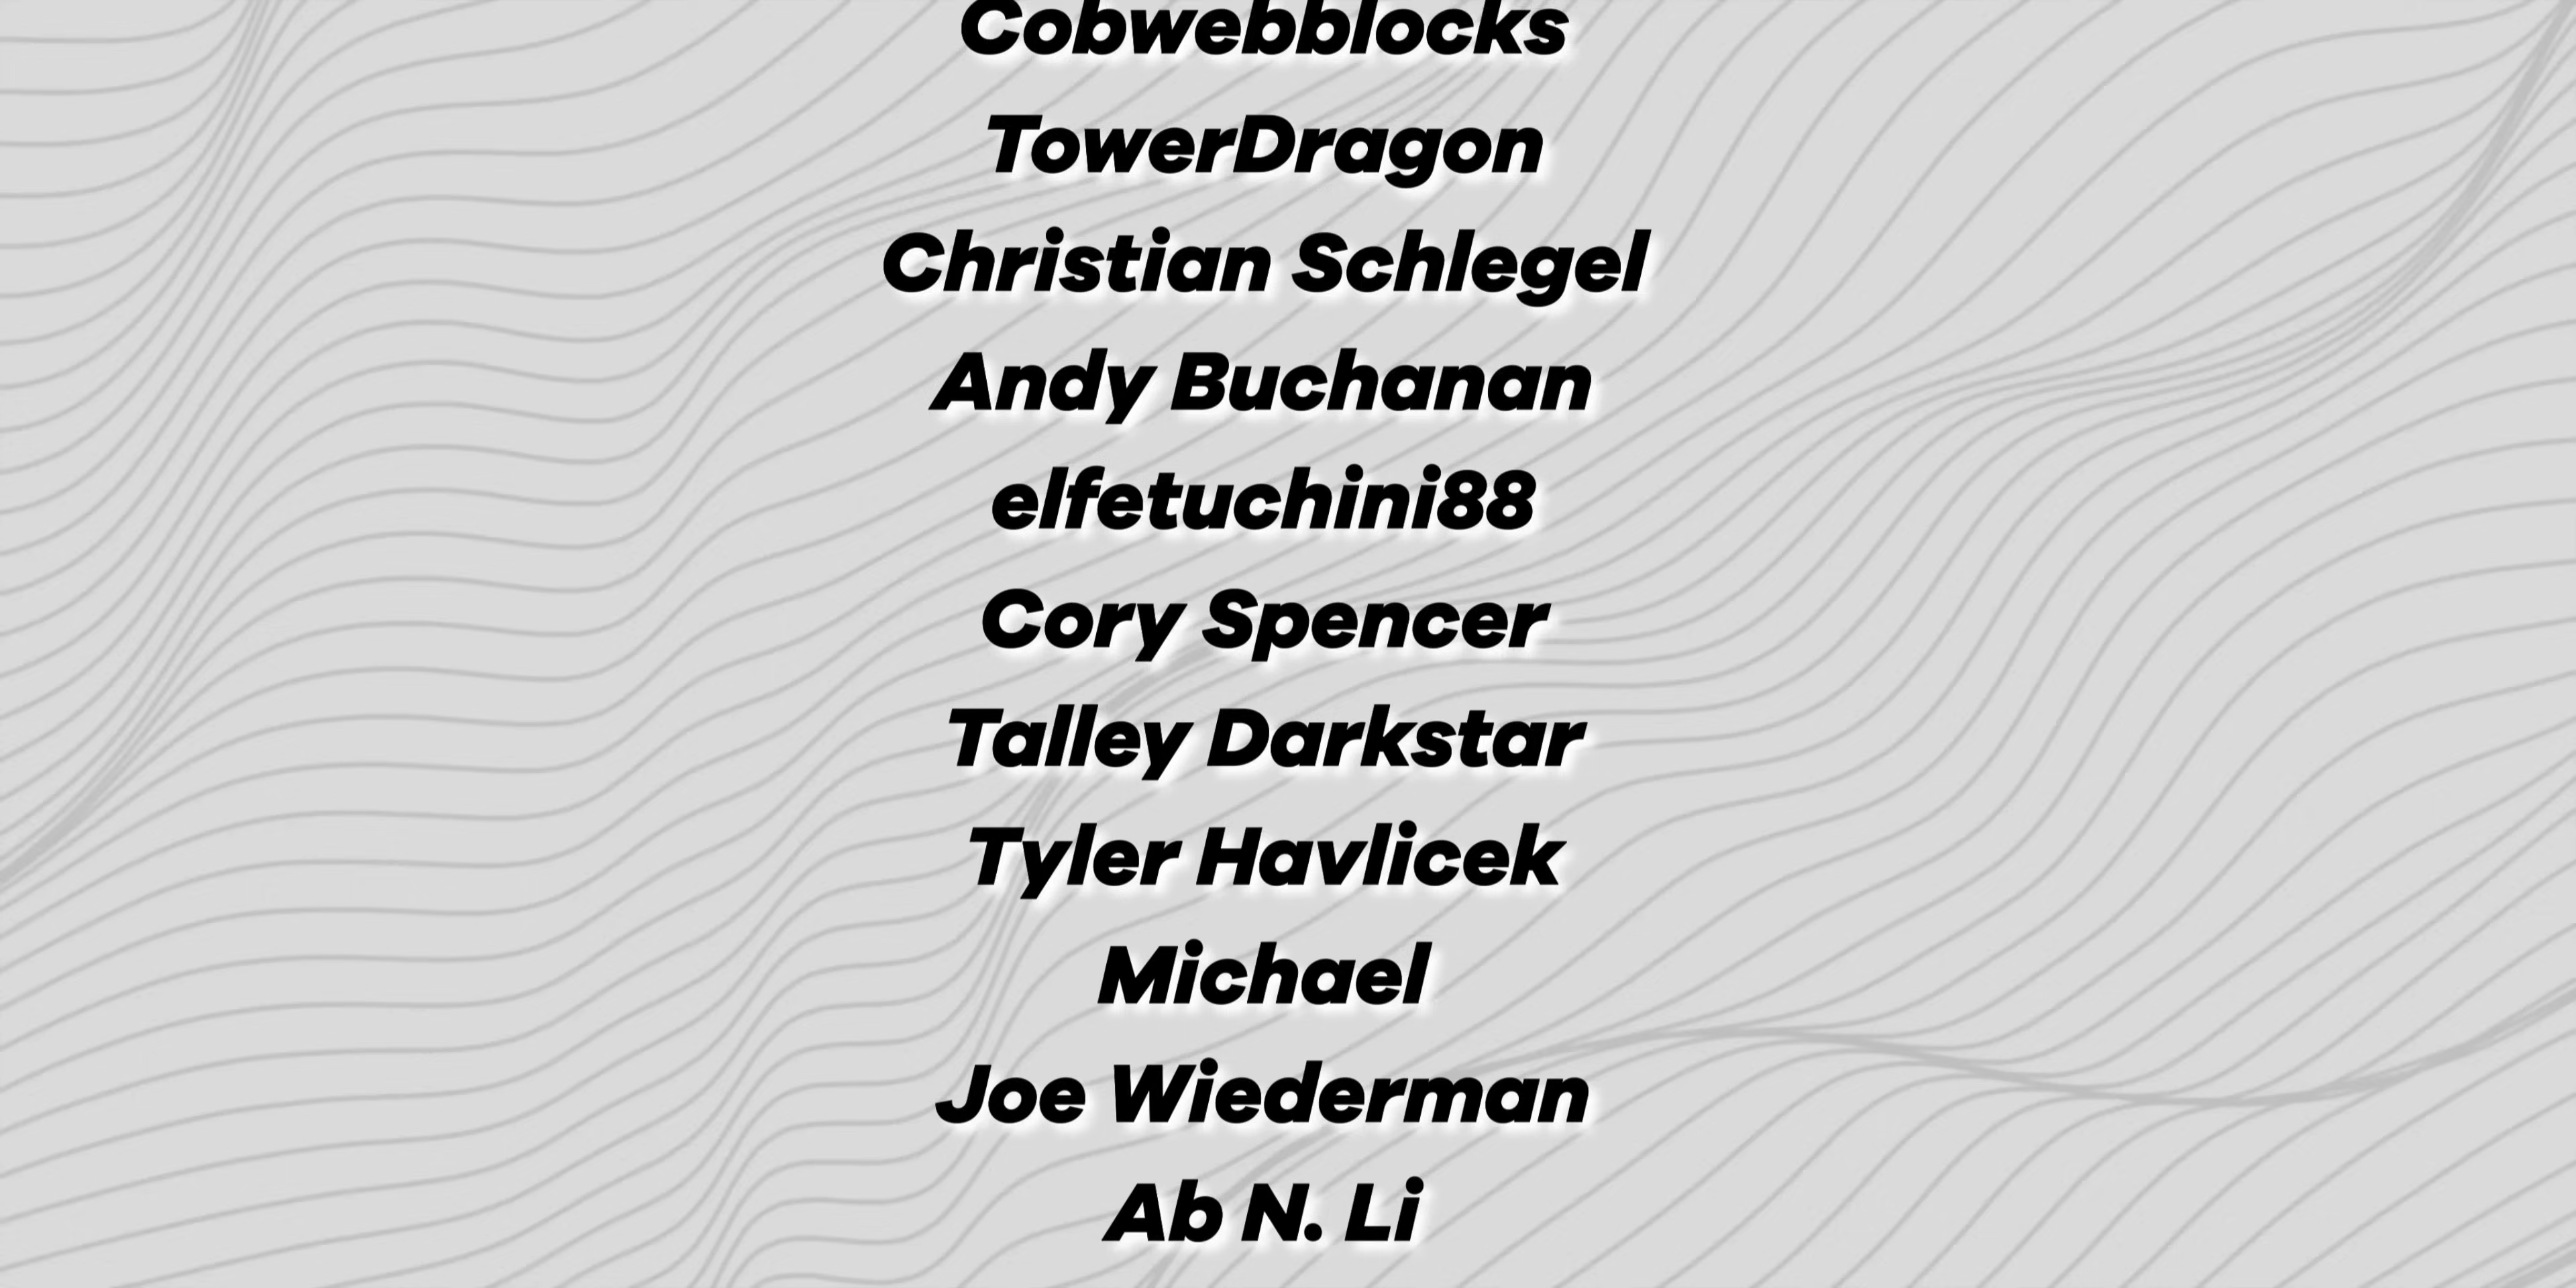 Cobwebblocks
TowerDragon
Christian Schlegel
Andy Buchanan
elfetuchini88
Cory Spencer
Talley Darkstar
Tyler Havlicek
Michael
Joe Wiederman
Ab N. Li